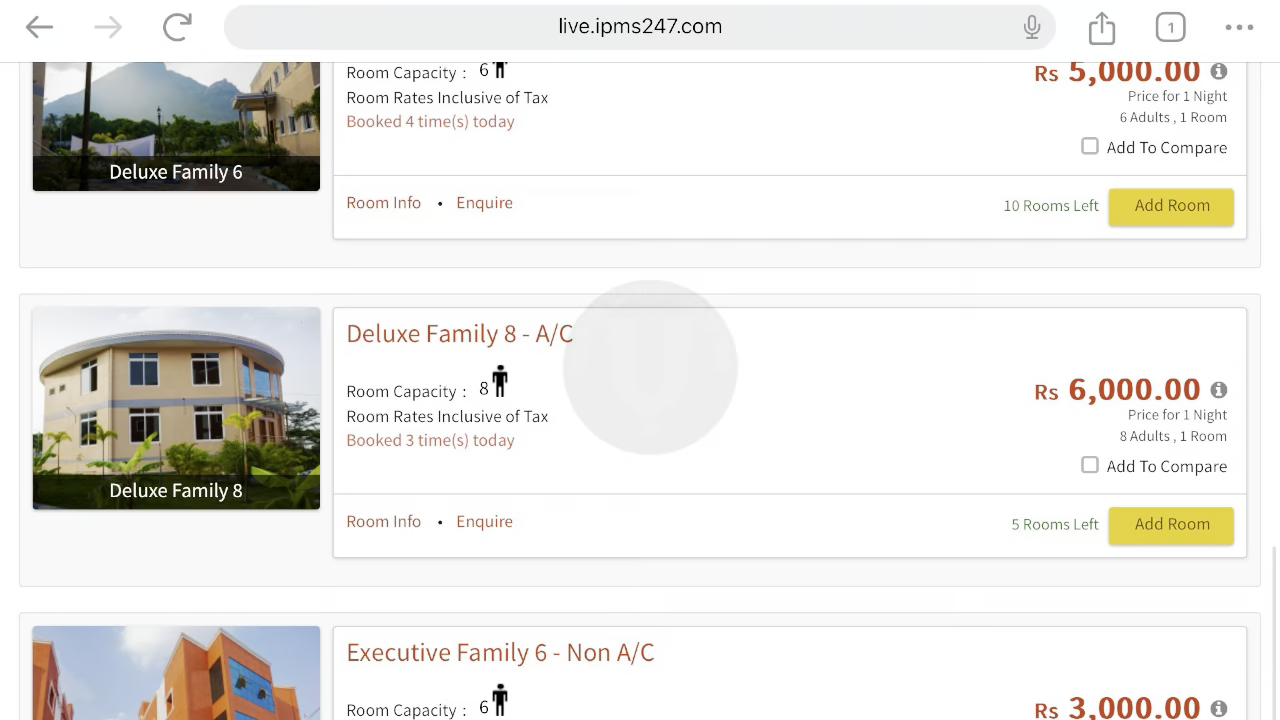 live.ipms247.com
1
Room Capacity : 6
Room Rates Inclusive of Tax
Booked 4 time(s) today
Rs 5,000.00
Price for 1 Night
6 Adults , 1 Room
Add To Compare
Deluxe Family 6
Room Info • Enquire
10 Rooms Left
Add Room
Deluxe Family 8 - A/C
Room Capacity : 8
Room Rates Inclusive of Tax
Booked 3 time(s) today
Rs 6,000.00
Price for 1 Night
8 Adults , 1 Room
Add To Compare
Deluxe Family 8
Room Info • Enquire
5 Rooms Left
Add Room
Executive Family 6 - Non A/C
Room Capacity : 6
Rs 3,000.00